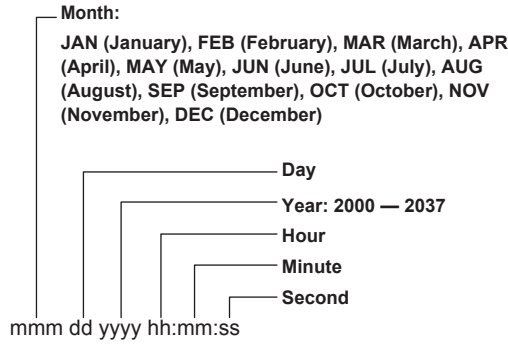 Month:
JAN (January), FEB (February), MAR (March), APR
(April), MAY (May), JUN (June), JUL (July), AUG
(August), SEP (September), OCT (October), NOV
(November), DEC (December)
Day
Year: 2000 — 2037
Hour
Minute
Second
mmm dd yyyy hh:mm:ss